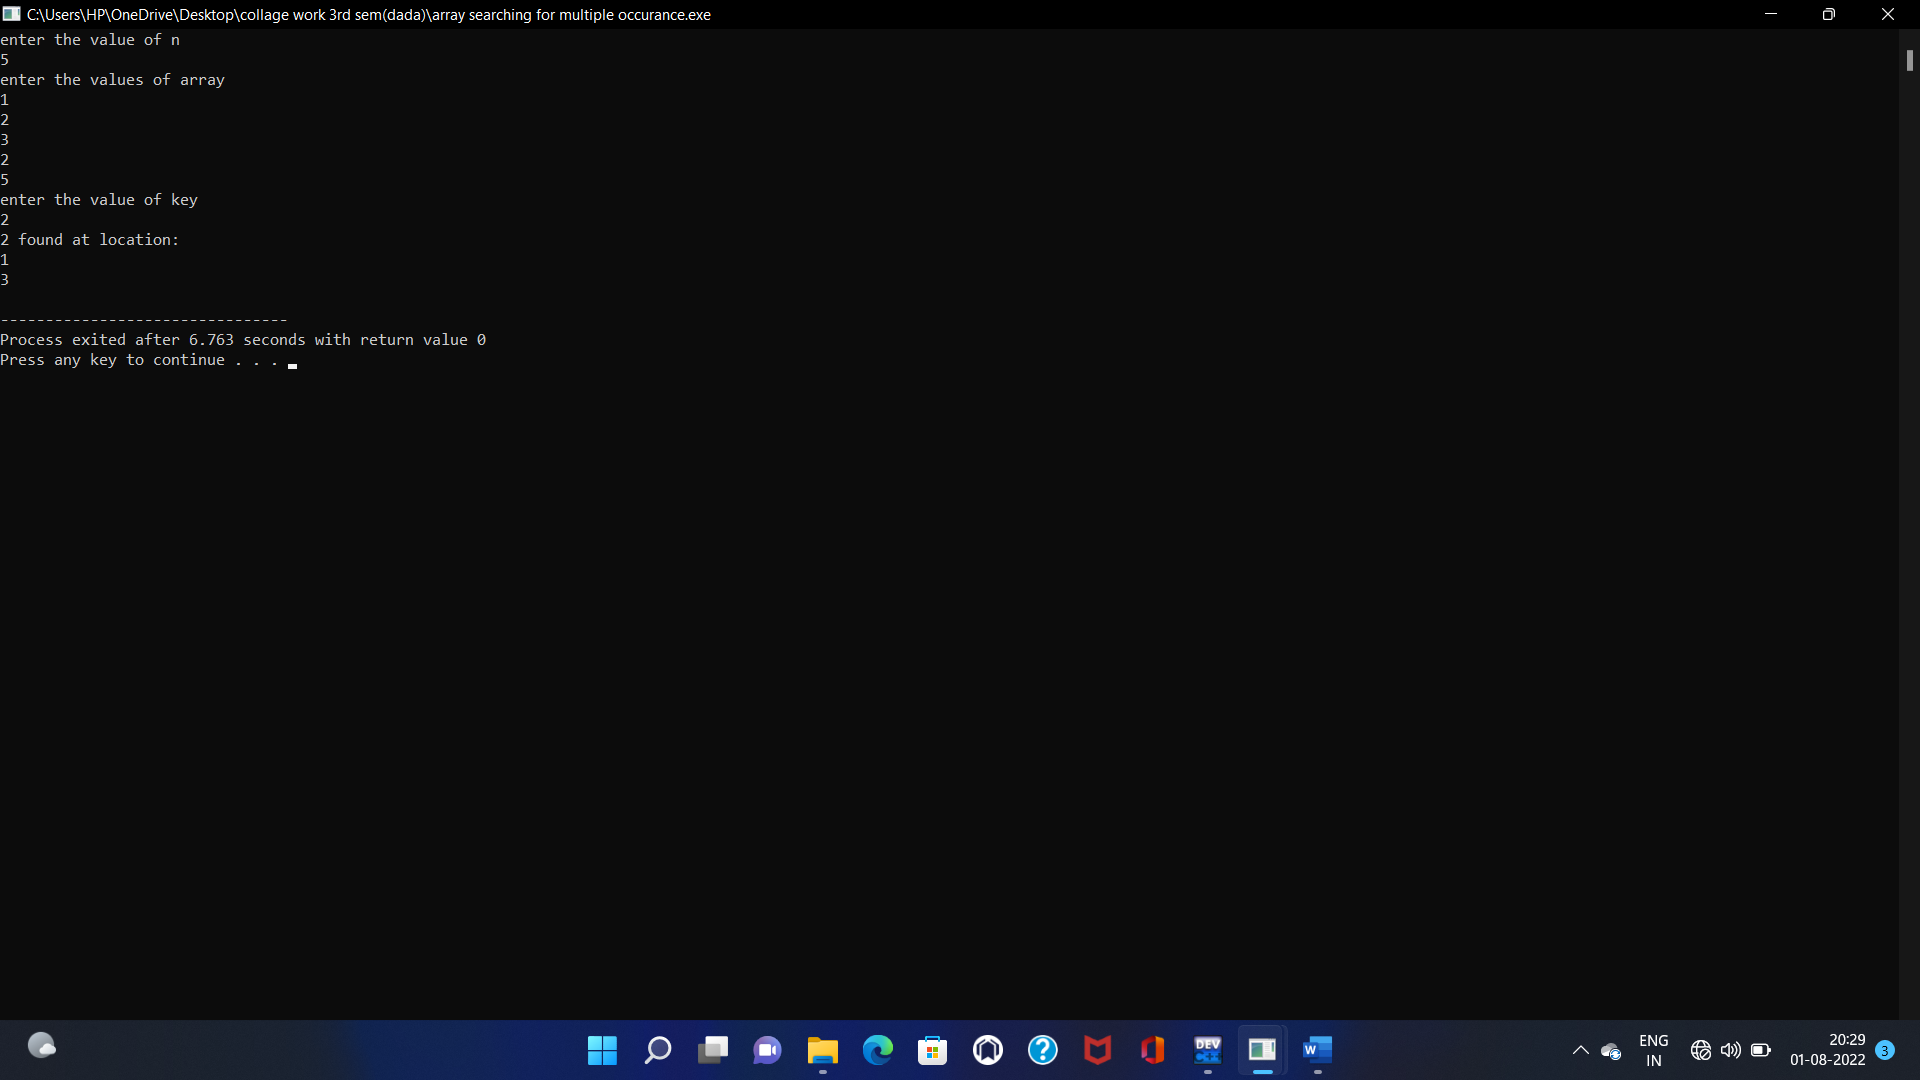 C:\Users\HP\OneDrive\Desktop\collage work 3rd sem(dada)\array searching for multiple occurance.exe
enter the value of n
5
enter the values of array
1
2
3
2
5
enter the value of key
2
2 found at location:
1
3
--------------------------------
Process exited after 6.763 seconds with return value 0
Press any key to continue . . .
DEV
C++
W
ENG
IN
20:29
01-08-2022
3